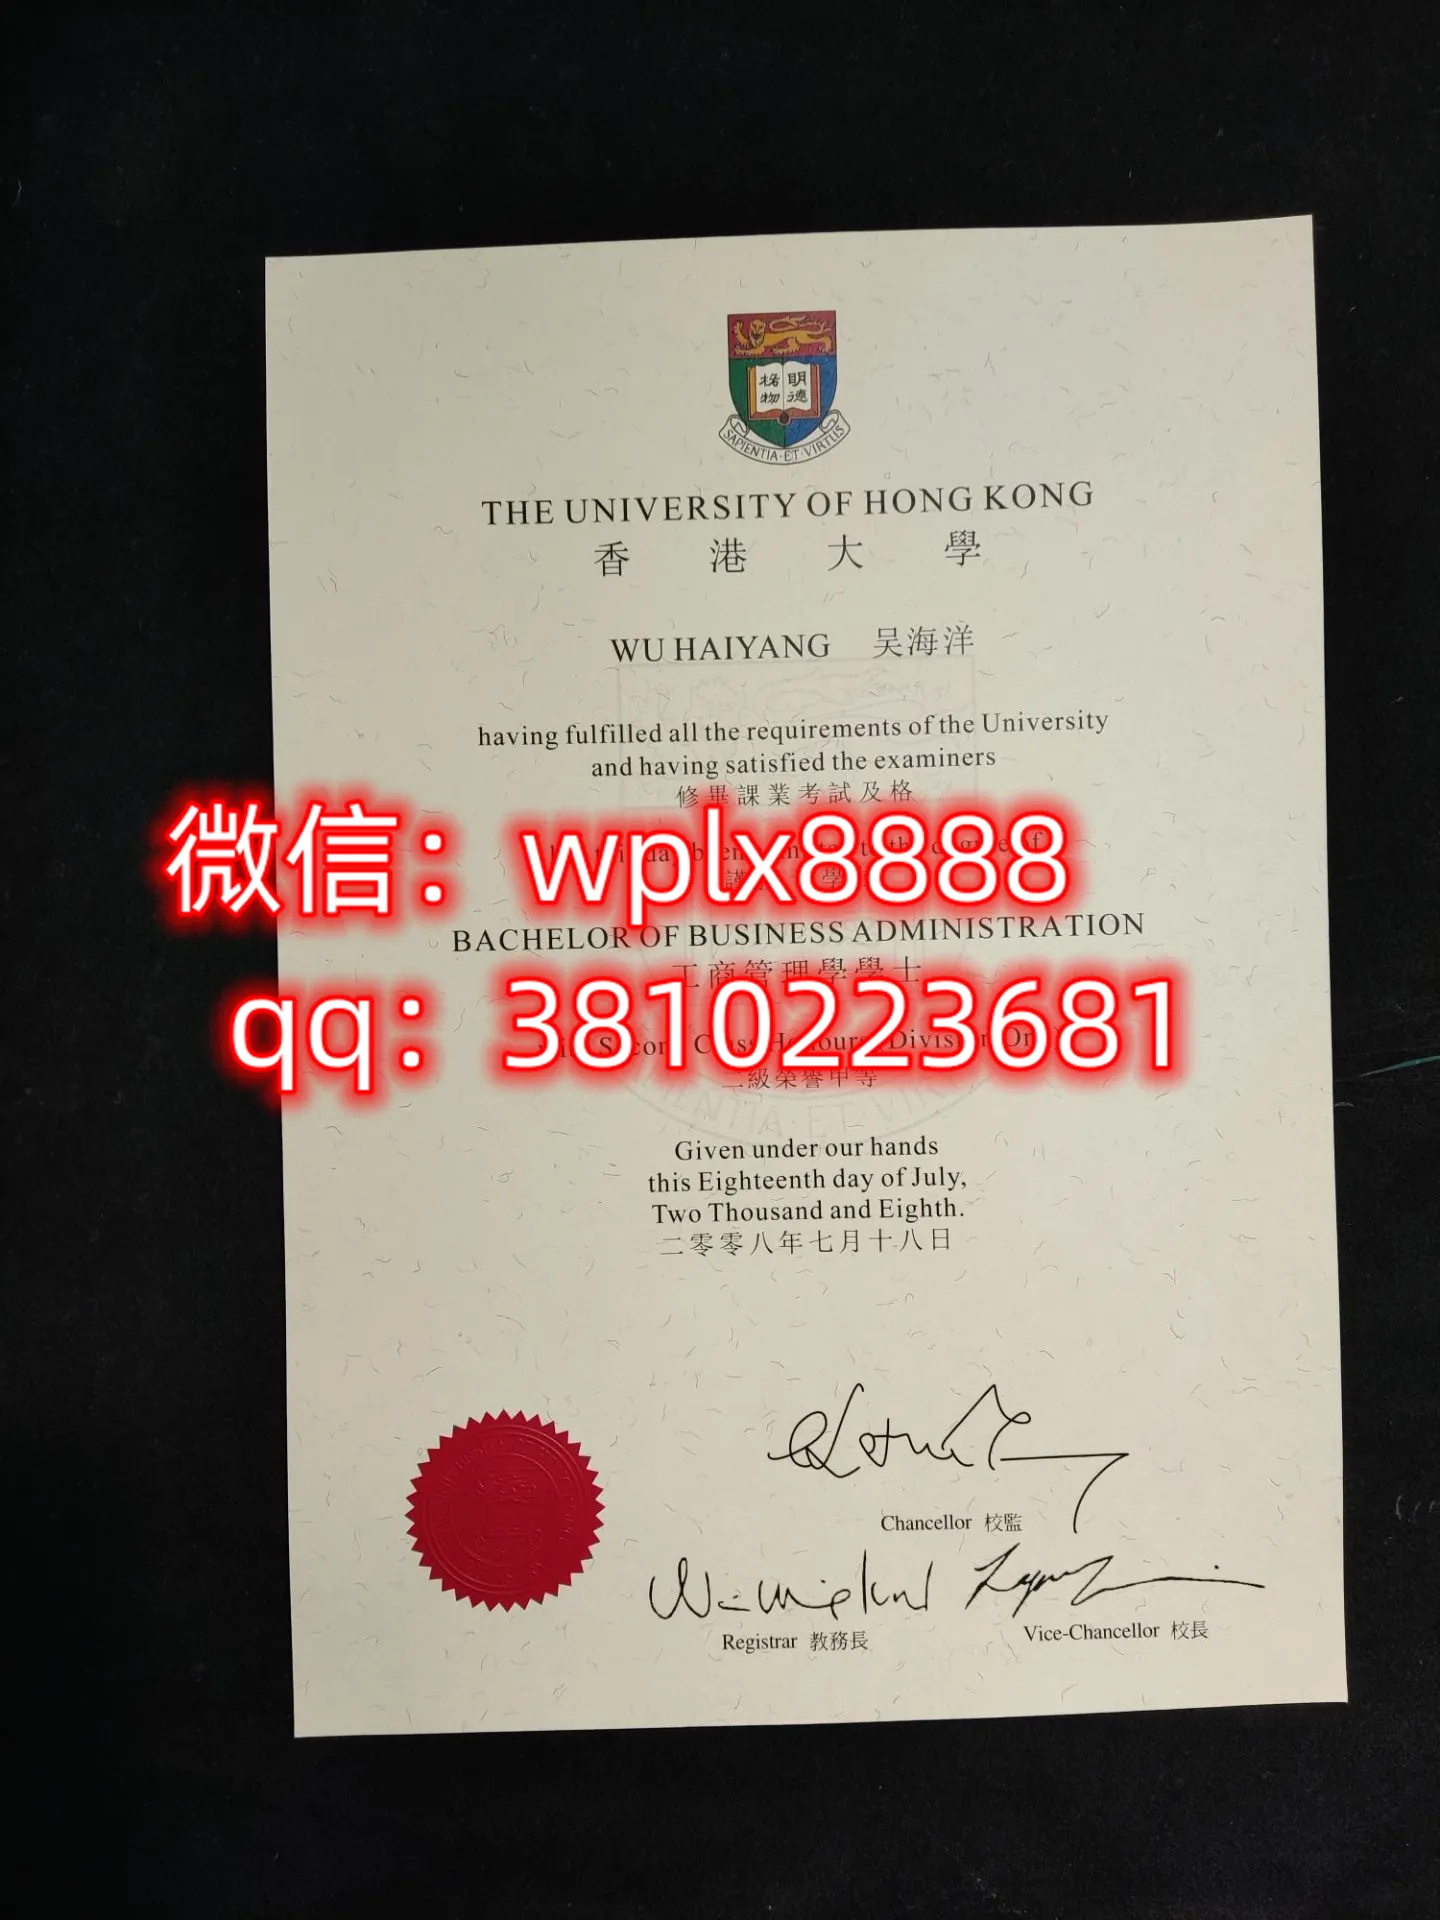 格物 明德
SAPIENTIA·ET·VIRTUS
THE UNIVERSITY OF HONG KONG
香港大學
WU HAIYANG 吴海洋
having fulfilled all the requirements of the University
and having satisfied the examiners
修畢課業考試及格
微信：wplx8888
BACHELOR OF BUSINESS ADMINISTRATION
工商管理學學士
qq：3810223681
二級榮譽甲等
Given under our hands
this Eighteenth day of July,
Two Thousand and Eighth.
二零零八年七月十八日
Chancellor 校監
Registrar 教務長
Vice-Chancellor 校長